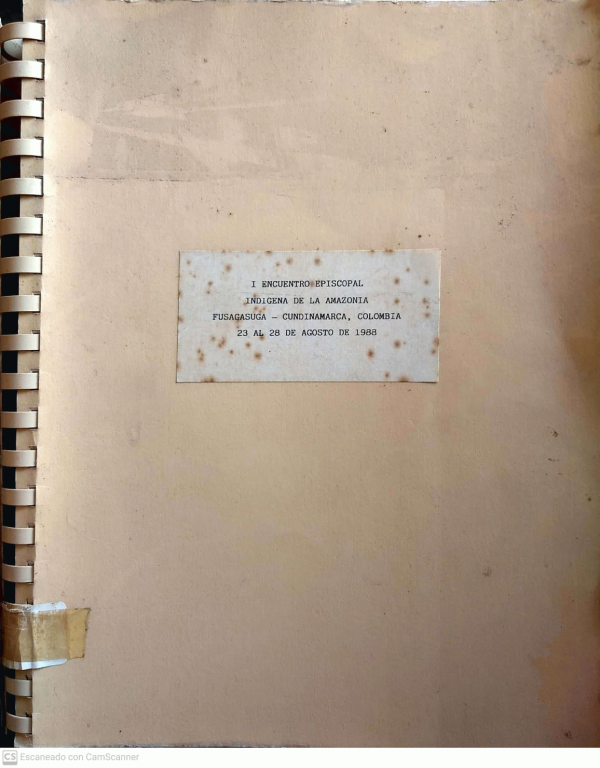 I ENCUENTRO EPISCOPAL
INDIGENA DE LA AMAZONIA
FUSAGASUGA - CUNDINAMARCA, COLOMBIA
23 AL 28 DE AGOSTO DE 1988
CS Escaneado con CamScanner